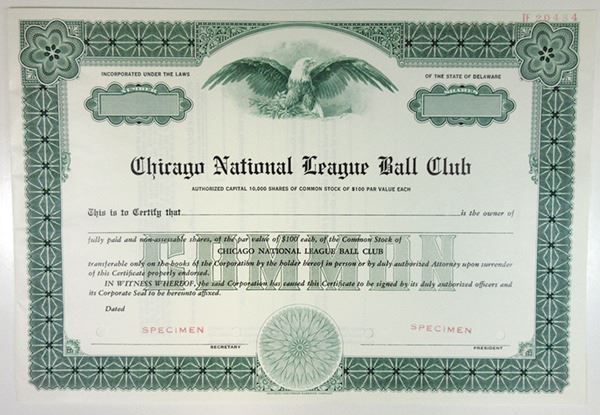 IF 20484
INCORPORATED UNDER THE LAWS
OF THE STATE OF DELAWARE
NUMBER
SHARES
Chicago National League Ball Club
AUTHORIZED CAPITAL 10,000 SHARES OF COMMON STOCK OF $100 PAR VALUE EACH
This is to Certify that is the owner of
fully paid and non-assessable shares, of the par value of $100 each, of the Common Stock of
CHICAGO NATIONAL LEAGUE BALL CLUB
transferable only on the books of the Corporation by the holder hereof in person or by duly authorized Attorney upon surrender
of this Certificate properly endorsed.
IN WITNESS WHEREOF, the said Corporation has caused this Certificate to be signed by its duly authorized officers and
its Corporate Seal to be hereunto affixed.
Dated
SPECIMEN
SPECIMEN
SECRETARY
PRESIDENT